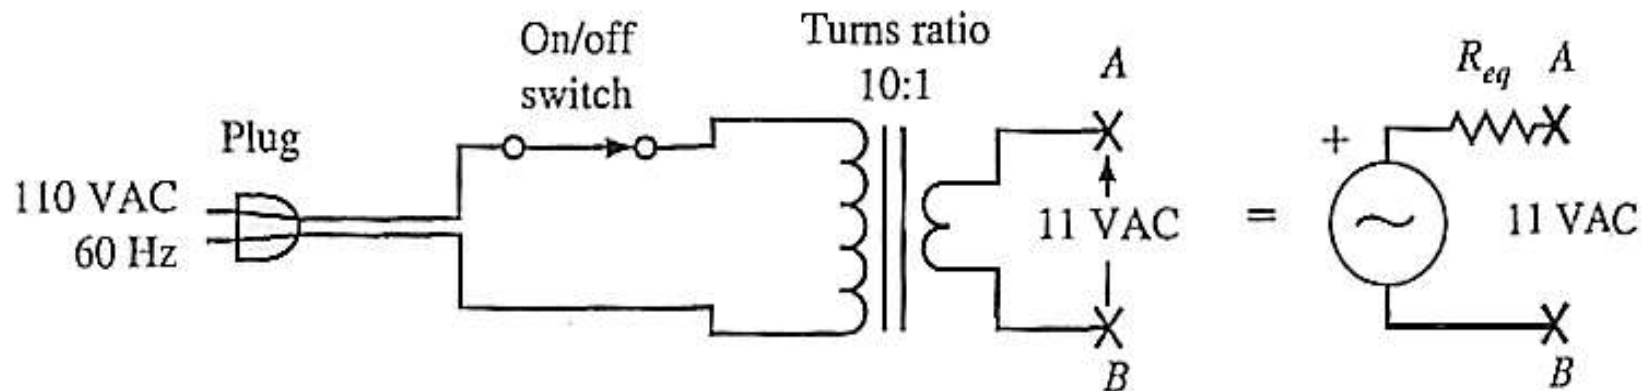 On/off
switch
Turns ratio
10:1
Plug
110 VAC
60 Hz
A
11 VAC
B
=
R_eq
A
+
~
11 VAC
B